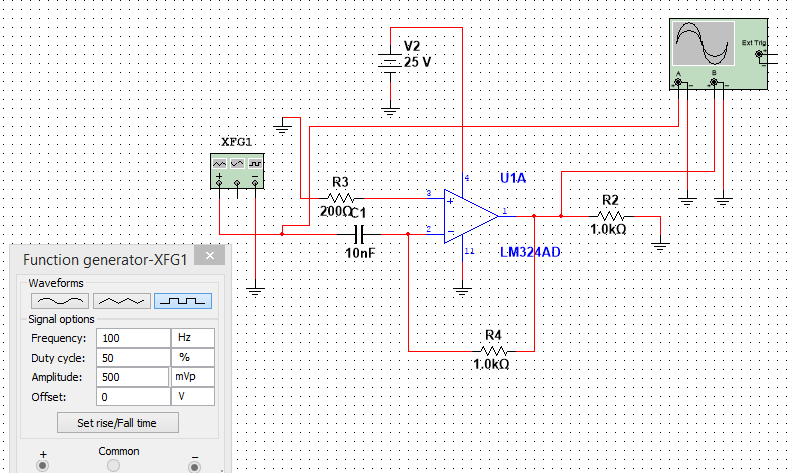 V2
25 V
Ext Trig
+
−
A
B
+ − + −
XFG1
+ −
R3
200Ω
C1
10nF
4
U1A
3
+
1
2
−
11
LM324AD
R2
1.0kΩ
R4
1.0kΩ
Function generator-XFG1 ×
Waveforms
Signal options
Frequency: 100 Hz
Duty cycle: 50 %
Amplitude: 500 mVp
Offset: 0 V
Set rise/Fall time
+ Common −